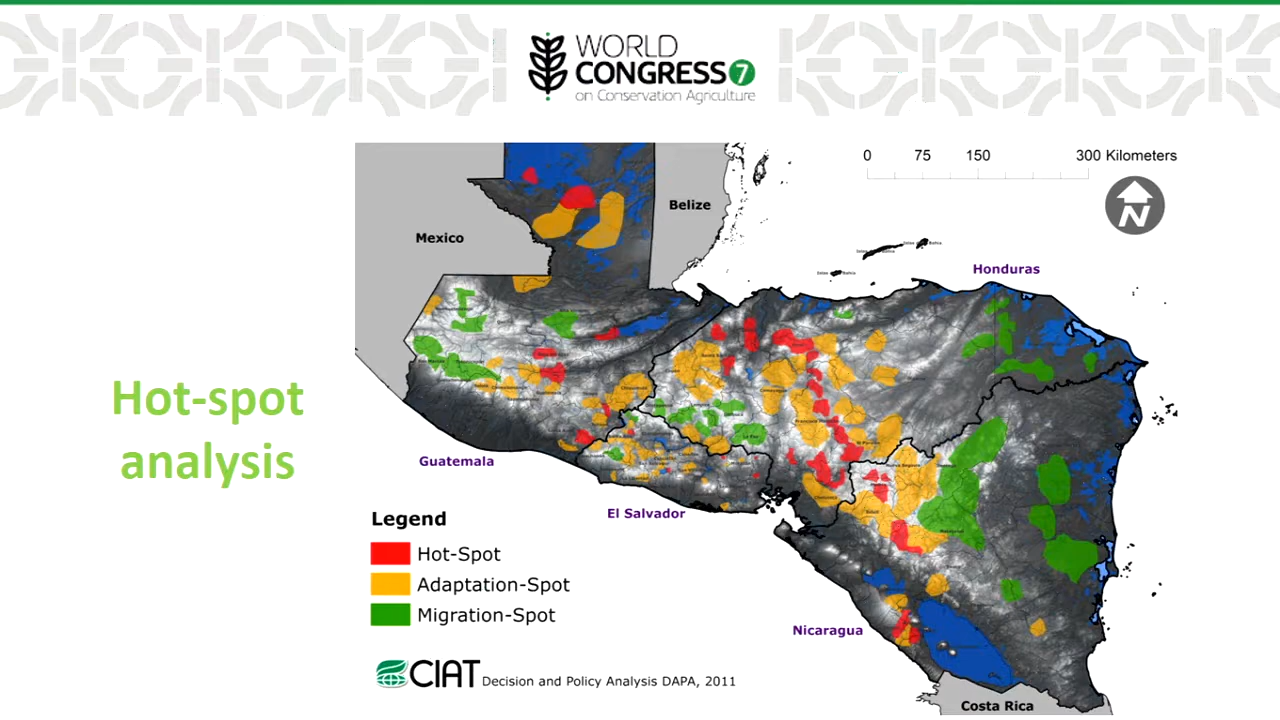 WORLD
CONGRESS 7
on Conservation Agriculture
0 75 150 300 Kilometers
N
Belize
Mexico
Honduras
Hot-spot
analysis
Guatemala
El Salvador
Legend
Hot-Spot
Adaptation-Spot
Migration-Spot
Nicaragua
CIAT Decision and Policy Analysis DAPA, 2011
Costa Rica